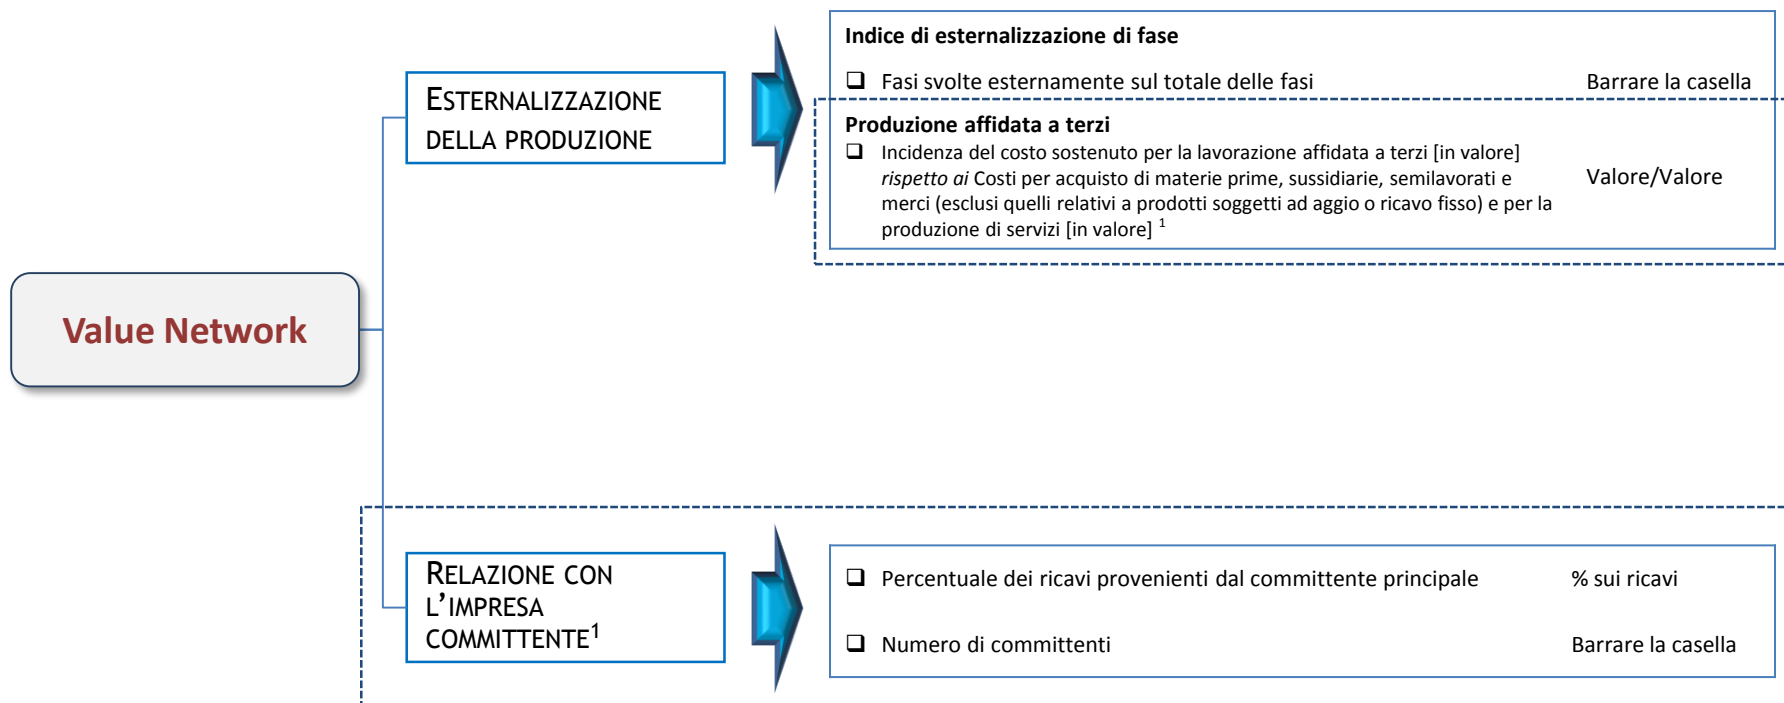 Value Network
ESTERNALIZZAZIONE
DELLA PRODUZIONE
Indice di esternalizzazione di fase
Fasi svolte esternamente sul totale delle fasi Barrare la casella
Produzione affidata a terzi
Incidenza del costo sostenuto per la lavorazione affidata a terzi [in valore]
rispetto ai Costi per acquisto di materie prime, sussidiarie, semilavorati e
merci (esclusi quelli relativi a prodotti soggetti ad aggio o ricavo fisso) e per la
produzione di servizi [in valore] 1
Valore/Valore
RELAZIONE CON
L’IMPRESA
COMMITTENTE1
Percentuale dei ricavi provenienti dal committente principale % sui ricavi
Numero di committenti Barrare la casella